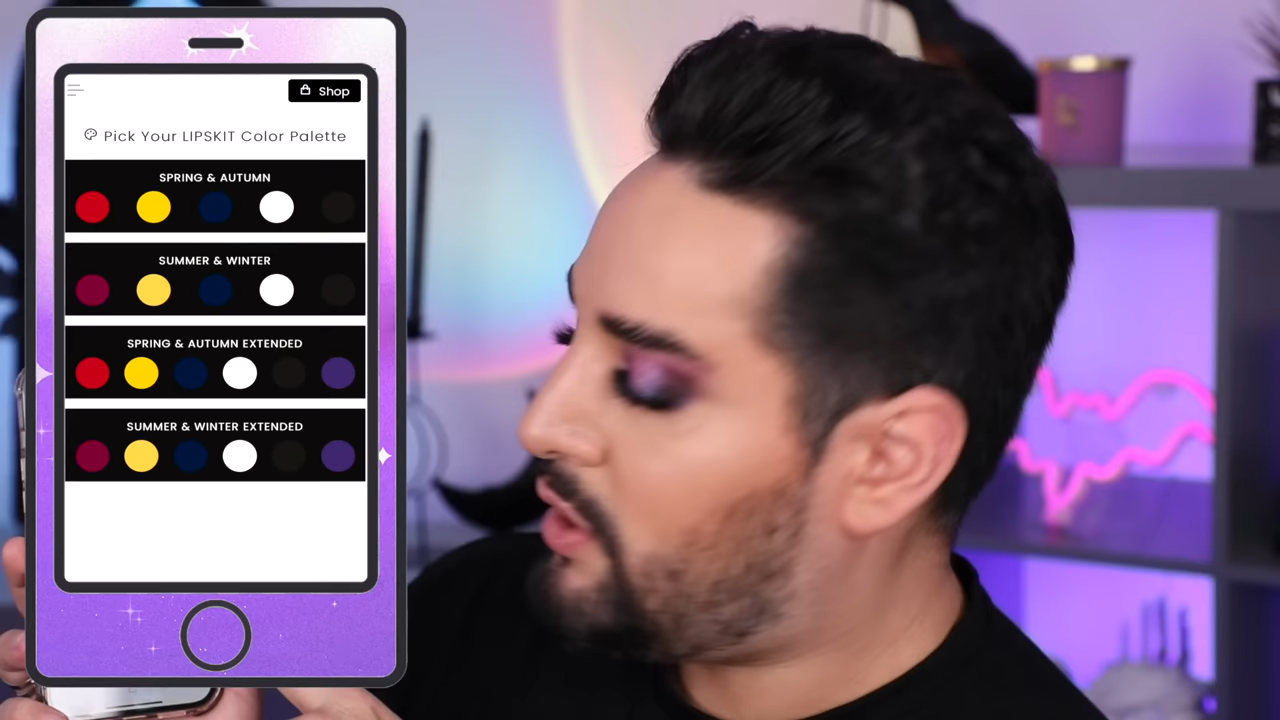 Shop
Pick Your LIPSKIT Color Palette
SPRING & AUTUMN
SUMMER & WINTER
SPRING & AUTUMN EXTENDED
SUMMER & WINTER EXTENDED